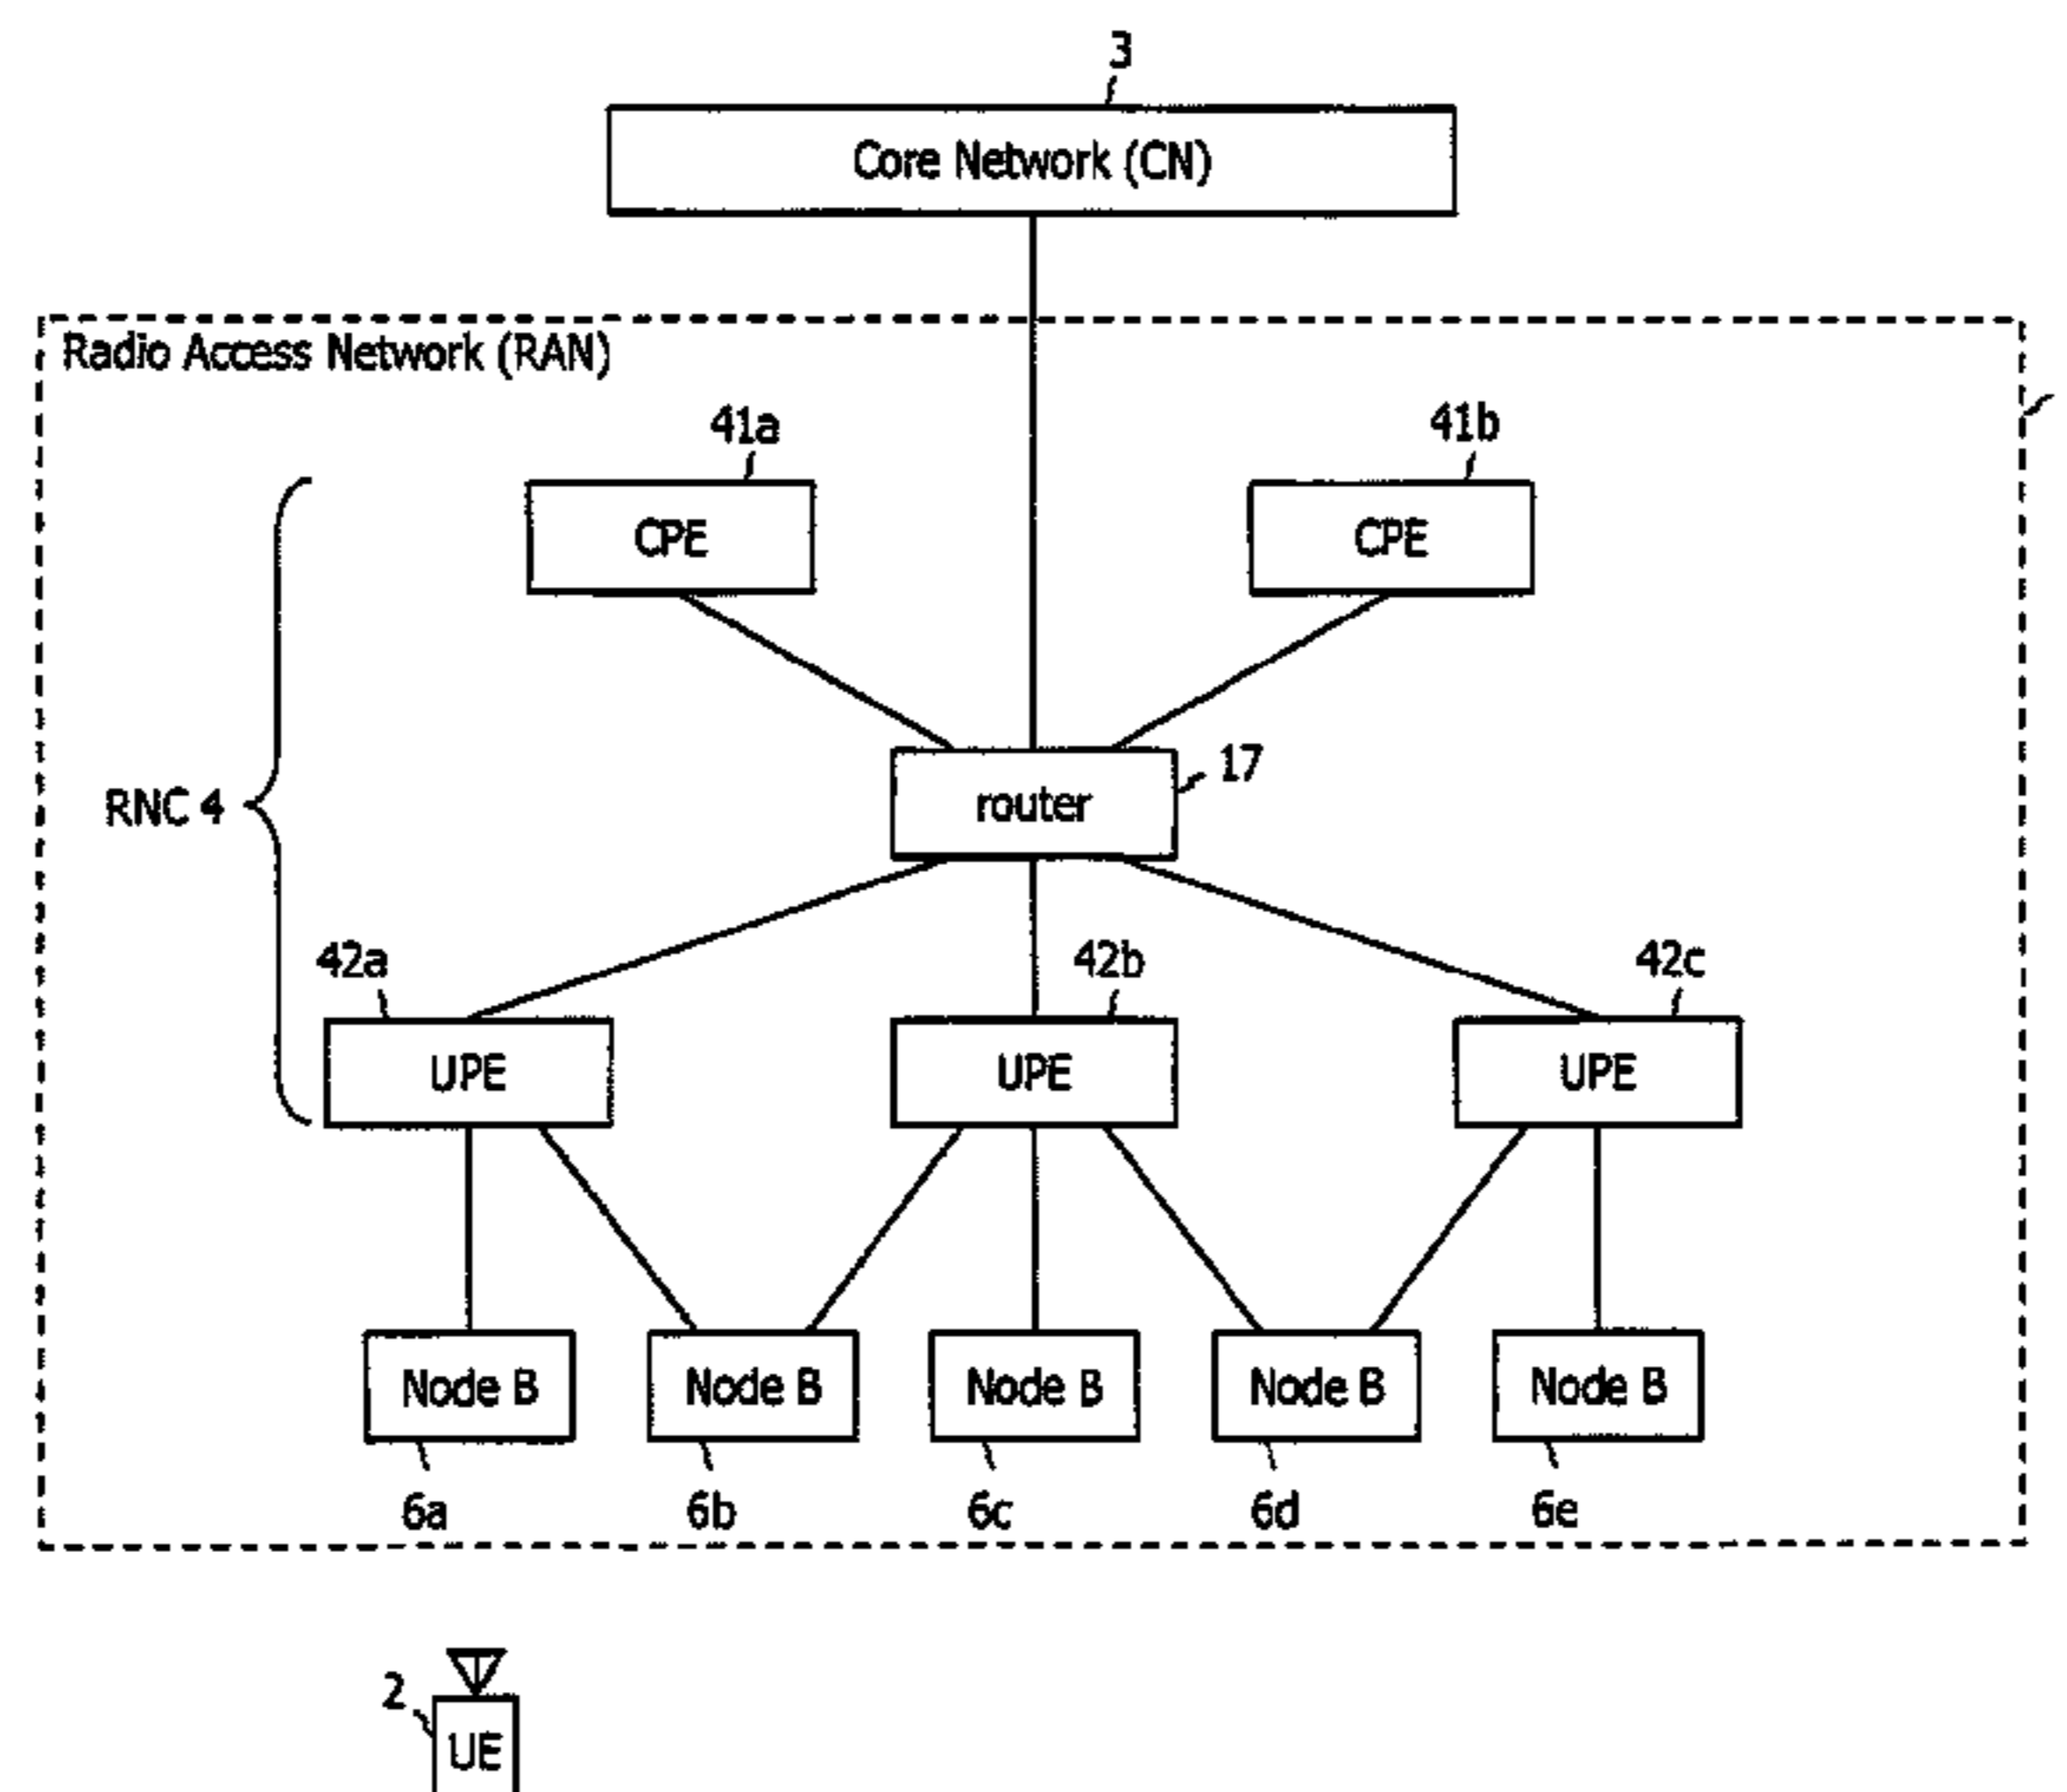 3
Core Network (CN)
Radio Access Network (RAN)
41a
41b
CPE
CPE
17
router
RNC 4
42a
42b
42c
UPE
UPE
UPE
Node B
Node B
Node B
Node B
Node B
6a
6b
6c
6d
6e
2
UE